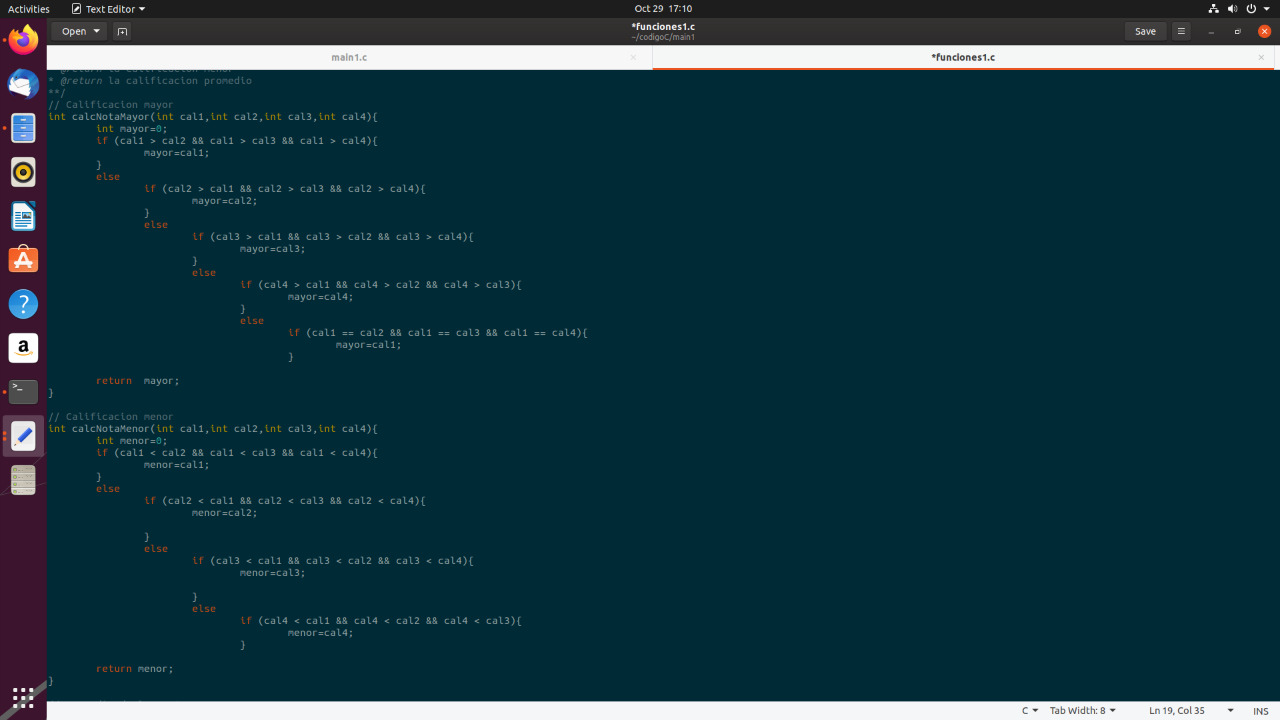 Activities
Text Editor
Oct 29 17:10
Open
*funciones1.c
~/codigoC/main1
Save
main1.c
*funciones1.c
* @return la calificacion menor
* @return la calificacion promedio
**/
// Calificacion mayor
int calcNotaMayor(int cal1,int cal2,int cal3,int cal4){
int mayor=0;
if (cal1 > cal2 && cal1 > cal3 && cal1 > cal4){
mayor=cal1;
}
else
if (cal2 > cal1 && cal2 > cal3 && cal2 > cal4){
mayor=cal2;
}
else
if (cal3 > cal1 && cal3 > cal2 && cal3 > cal4){
mayor=cal3;
}
else
if (cal4 > cal1 && cal4 > cal2 && cal4 > cal3){
mayor=cal4;
}
else
if (cal1 == cal2 && cal1 == cal3 && cal1 == cal4){
mayor=cal1;
}
return  mayor;
}
// Calificacion menor
int calcNotaMenor(int cal1,int cal2,int cal3,int cal4){
int menor=0;
if (cal1 < cal2 && cal1 < cal3 && cal1 < cal4){
menor=cal1;
}
else
if (cal2 < cal1 && cal2 < cal3 && cal2 < cal4){
menor=cal2;
}
else
if (cal3 < cal1 && cal3 < cal2 && cal3 < cal4){
menor=cal3;
}
else
if (cal4 < cal1 && cal4 < cal2 && cal4 < cal3){
menor=cal4;
}
return menor;
}
C
Tab Width: 8
Ln 19, Col 35
INS